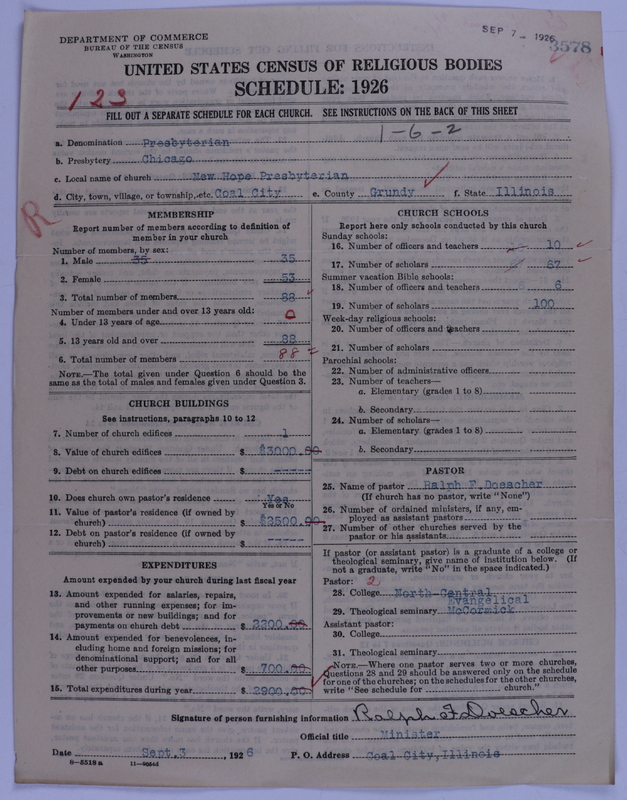 DEPARTMENT OF COMMERCE
BUREAU OF THE CENSUS
WASHINGTON
SEP 7 - 1926
3578
UNITED STATES CENSUS OF RELIGIOUS BODIES
SCHEDULE: 1926
123
FILL OUT A SEPARATE SCHEDULE FOR EACH CHURCH. SEE INSTRUCTIONS ON THE BACK OF THIS SHEET
1-6-2
a. Denomination Presbyterian
b. Presbytery Chicago
c. Local name of church New Hope Presbyterian
d. City, town, village, or township, etc. Coal City e. County Grundy f. State Illinois
R
MEMBERSHIP
Report number of members according to definition of
member in your church
Number of members, by sex:
1. Male 35 35
2. Female 53
3. Total number of members 88
Number of members under and over 13 years old:
4. Under 13 years of age 0
5. 13 years old and over 88
6. Total number of members 88
NOTE.—The total given under Question 6 should be
same as the total of males and females given under Question 3.
CHURCH BUILDINGS
See instructions, paragraphs 10 to 12
7. Number of church edifices 1
8. Value of church edifices $ $3000.00
9. Debt on church edifices $ -----
10. Does church own pastor's residence Yes
Yes or No
11. Value of pastor's residence (if owned by
church) $ $2500.00
12. Debt on pastor's residence (if owned by
church) $ -----
EXPENDITURES
Amount expended by your church during last fiscal year
13. Amount expended for salaries, repairs,
and other running expenses; for im-
provements or new buildings; and for
payments on church debt $ 2200.00
14. Amount expended for benevolences, in-
cluding home and foreign missions; for
denominational support; and for all
other purposes $ 700.00
15. Total expenditures during year $ 2900.00
CHURCH SCHOOLS
Report here only schools conducted by this church
Sunday schools:
16. Number of officers and teachers 10
17. Number of scholars 87
Summer vacation Bible schools:
18. Number of officers and teachers 6
19. Number of scholars 100
Week-day religious schools:
20. Number of officers and teachers
21. Number of scholars
Parochial schools:
22. Number of administrative officers
23. Number of teachers—
a. Elementary (grades 1 to 8)
b. Secondary
24. Number of scholars—
a. Elementary (grades 1 to 8)
b. Secondary
PASTOR
25. Name of pastor Ralph F. Doescher
(If church has no pastor, write "None")
26. Number of ordained ministers, if any, em-
ployed as assistant pastors
27. Number of other churches served by the
pastor or his assistants
If pastor (or assistant pastor) is a graduate of a college or
theological seminary, give name of institution below. (If
not a graduate, write "No" in the space indicated.)
Pastor: 2
28. College North Central
Evangelical
29. Theological seminary McCormick
Assistant pastor:
30. College
31. Theological seminary
NOTE.—Where one pastor serves two or more churches,
Questions 28 and 29 should be answered only on the schedule
for one of the churches; on the schedules for the other churches,
write "See schedule for church."
Signature of person furnishing information Ralph F Doescher
Official title Minister
Date Sept. 3, 1926 P. O. Address Coal City, Illinois
8-5518a